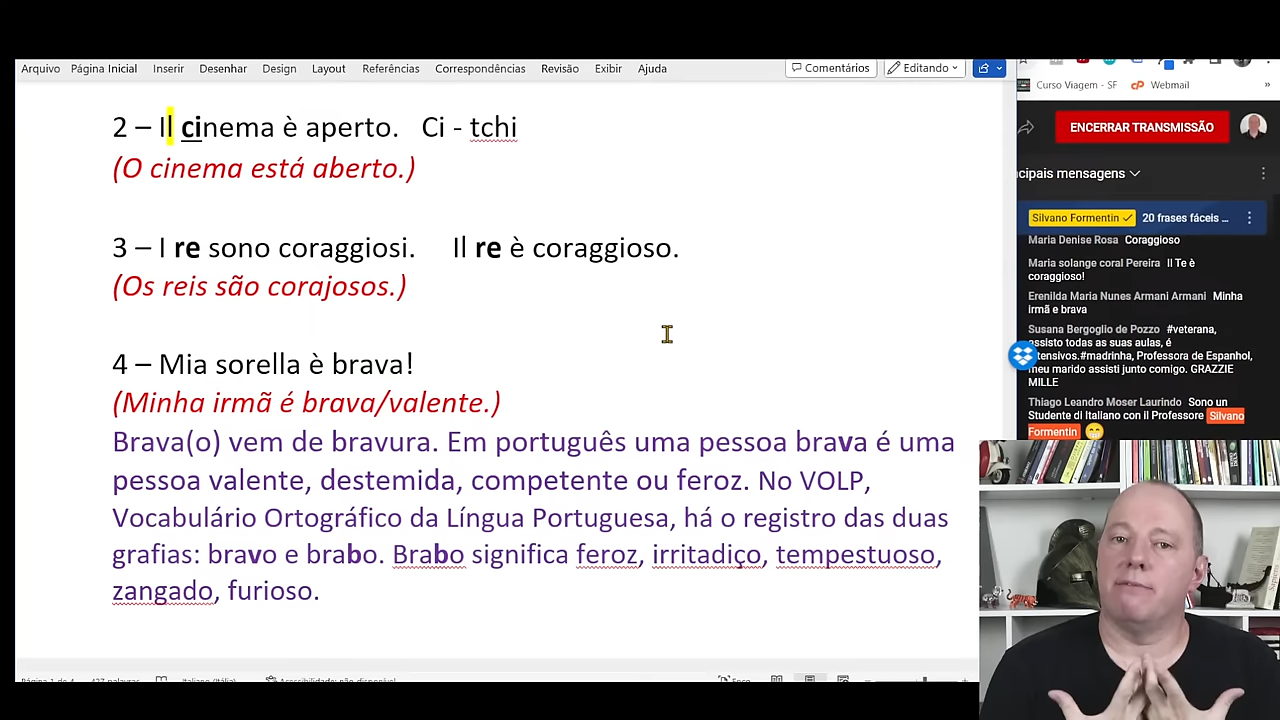 Arquivo Página Inicial Inserir Desenhar Design Layout Referências Correspondências Revisão Exibir Ajuda Comentários Editando
Curso Viagem - SF Webmail »
2 – Il cinema è aperto. Ci - tchi
(O cinema está aberto.)
3 – I re sono coraggiosi. Il re è coraggioso.
(Os reis são corajosos.)
4 – Mia sorella è brava!
(Minha irmã é brava/valente.)
Brava(o) vem de bravura. Em português uma pessoa brava é uma
pessoa valente, destemida, competente ou feroz. No VOLP,
Vocabulário Ortográfico da Língua Portuguesa, há o registro das duas
grafias: bravo e brabo. Brabo significa feroz, irritadiço, tempestuoso,
zangado, furioso.
ENCERRAR TRANSMISSÃO
cipais mensagens
Silvano Formentin 20 frases fáceis ...
Maria Denise Rosa Coraggioso
Maria solange coral Pereira Il Te è
coraggioso!
Erenilda Maria Nunes Armani Armani Minha
irmã e brava
Susana Bergoglio de Pozzo #veterana,
assisto todas as suas aulas, é
ntensivos.#madrinha, Professora de Espanhol,
meu marido assisti junto comigo. GRAZZIE
MILLE
Thiago Leandro Moser Laurindo Sono un
Studente di Italiano con il Professore Silvano
Formentin